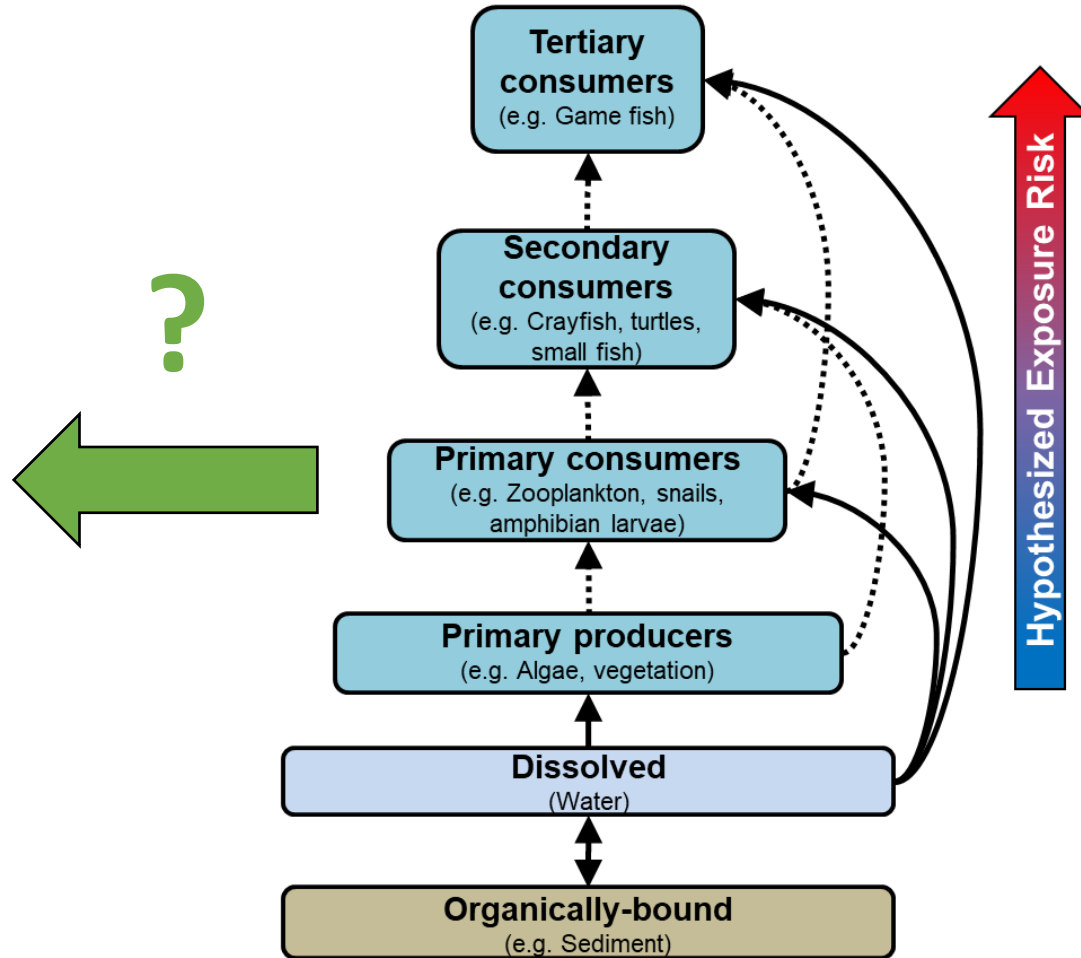 Tertiary
consumers
(e.g. Game fish)
Secondary
consumers
(e.g. Crayfish, turtles,
small fish)
?
Primary consumers
(e.g. Zooplankton, snails,
amphibian larvae)
Primary producers
(e.g. Algae, vegetation)
Dissolved
(Water)
Organically-bound
(e.g. Sediment)
Hypothesized Exposure Risk